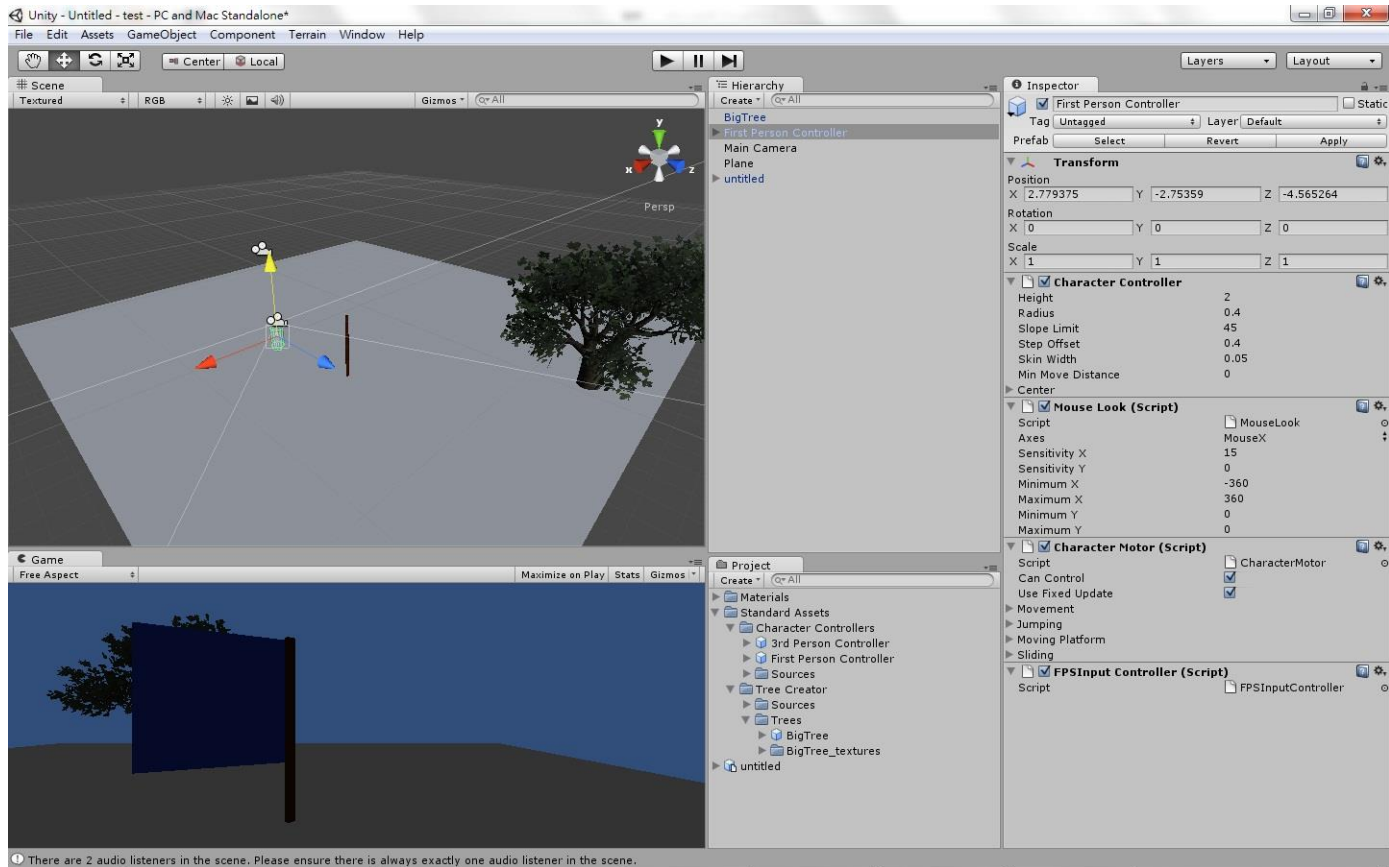 Unity - Untitled - test - PC and Mac Standalone*
File Edit Assets GameObject Component Terrain Window Help
Center Local
Layers Layout
Scene
Textured RGB Gizmos All
y
x z
Persp
Game
Free Aspect Maximize on Play Stats Gizmos
Hierarchy
Create All
BigTree
First Person Controller
Main Camera
Plane
untitled
Project
Create All
Materials
Standard Assets
Character Controllers
3rd Person Controller
First Person Controller
Sources
Tree Creator
Sources
Trees
BigTree
BigTree_textures
untitled
Inspector
First Person Controller Static
Tag Untagged Layer Default
Prefab Select Revert Apply
Transform
Position
X 2.779375 Y -2.75359 Z -4.565264
Rotation
X 0 Y 0 Z 0
Scale
X 1 Y 1 Z 1
Character Controller
Height 2
Radius 0.4
Slope Limit 45
Step Offset 0.4
Skin Width 0.05
Min Move Distance 0
Center
Mouse Look (Script)
Script MouseLook
Axes MouseX
Sensitivity X 15
Sensitivity Y 0
Minimum X -360
Maximum X 360
Minimum Y 0
Maximum Y 0
Character Motor (Script)
Script CharacterMotor
Can Control
Use Fixed Update
Movement
Jumping
Moving Platform
Sliding
FPSInput Controller (Script)
Script FPSInputController
There are 2 audio listeners in the scene. Please ensure there is always exactly one audio listener in the scene.